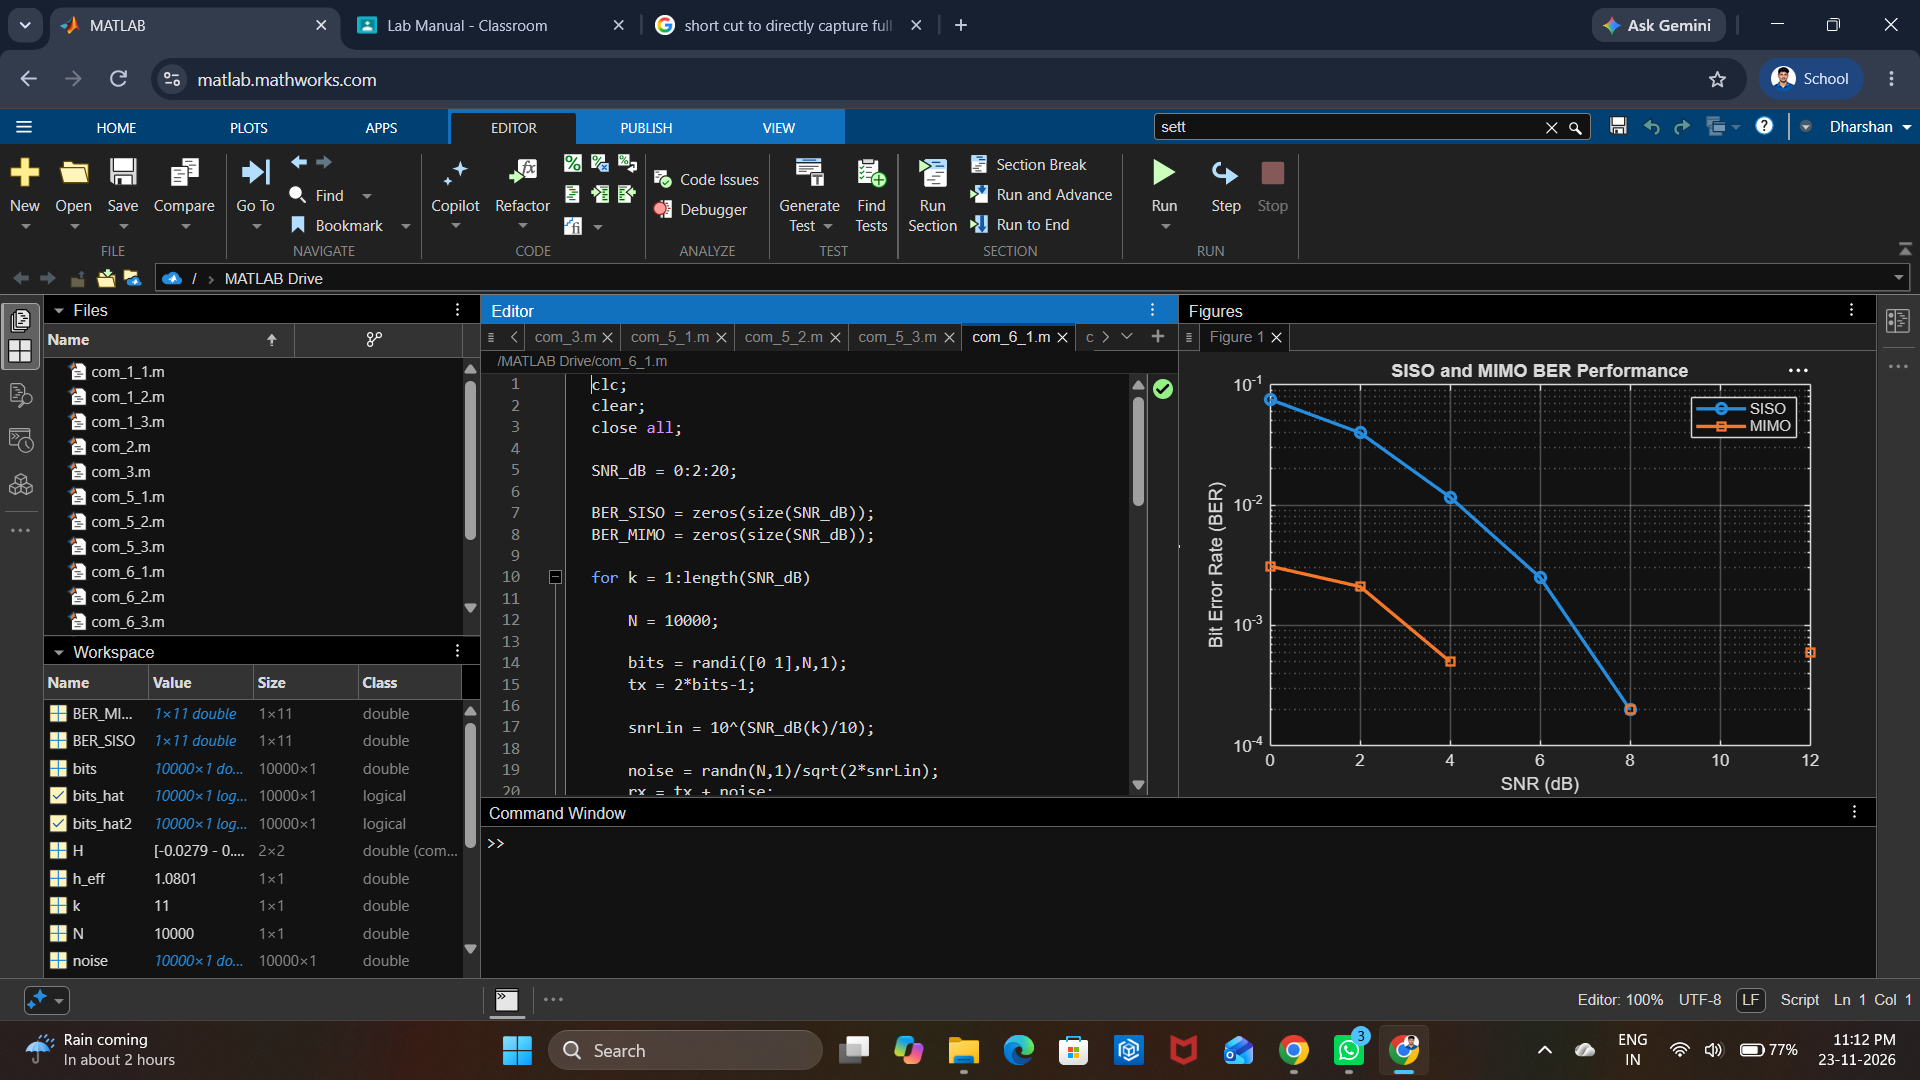 MATLAB
Lab Manual - Classroom
short cut to directly capture full
Ask Gemini
matlab.mathworks.com
School
HOME
PLOTS
APPS
EDITOR
PUBLISH
VIEW
sett
Dharshan
New
Open
Save
Compare
FILE
Go To
Find
Bookmark
NAVIGATE
Copilot
Refactor
CODE
Code Issues
Debugger
ANALYZE
Generate
Test
Find
Tests
TEST
Run
Section
Section Break
Run and Advance
Run to End
SECTION
Run
Step
Stop
RUN
/ › MATLAB Drive
Files
Name
com_1_1.m
com_1_2.m
com_1_3.m
com_2.m
com_3.m
com_5_1.m
com_5_2.m
com_5_3.m
com_6_1.m
com_6_2.m
com_6_3.m
Workspace
Name Value Size Class
BER_MI... 1×11 double 1×11 double
BER_SISO 1×11 double 1×11 double
bits 10000×1 do... 10000×1 double
bits_hat 10000×1 log... 10000×1 logical
bits_hat2 10000×1 log... 10000×1 logical
H [-0.0279 - 0.... 2×2 double (com...
h_eff 1.0801 1×1 double
k 11 1×1 double
N 10000 1×1 double
noise 10000×1 do... 10000×1 double
Editor
com_3.m com_5_1.m com_5_2.m com_5_3.m com_6_1.m c
/MATLAB Drive/com_6_1.m
1 clc;
2 clear;
3 close all;
4
5 SNR_dB = 0:2:20;
6
7 BER_SISO = zeros(size(SNR_dB));
8 BER_MIMO = zeros(size(SNR_dB));
9
10 for k = 1:length(SNR_dB)
11
12 N = 10000;
13
14 bits = randi([0 1],N,1);
15 tx = 2*bits-1;
16
17 snrLin = 10^(SNR_dB(k)/10);
18
19 noise = randn(N,1)/sqrt(2*snrLin);
20 rx = tx + noise;
Figures
Figure 1
SISO and MIMO BER Performance
SISO
MIMO
Bit Error Rate (BER)
10-1
10-2
10-3
10-4
0 2 4 6 8 10 12
SNR (dB)
Command Window
>>
Editor: 100% UTF-8 LF Script Ln 1 Col 1
Rain coming
In about 2 hours
Search
3
ENG
IN
77%
11:12 PM
23-11-2026